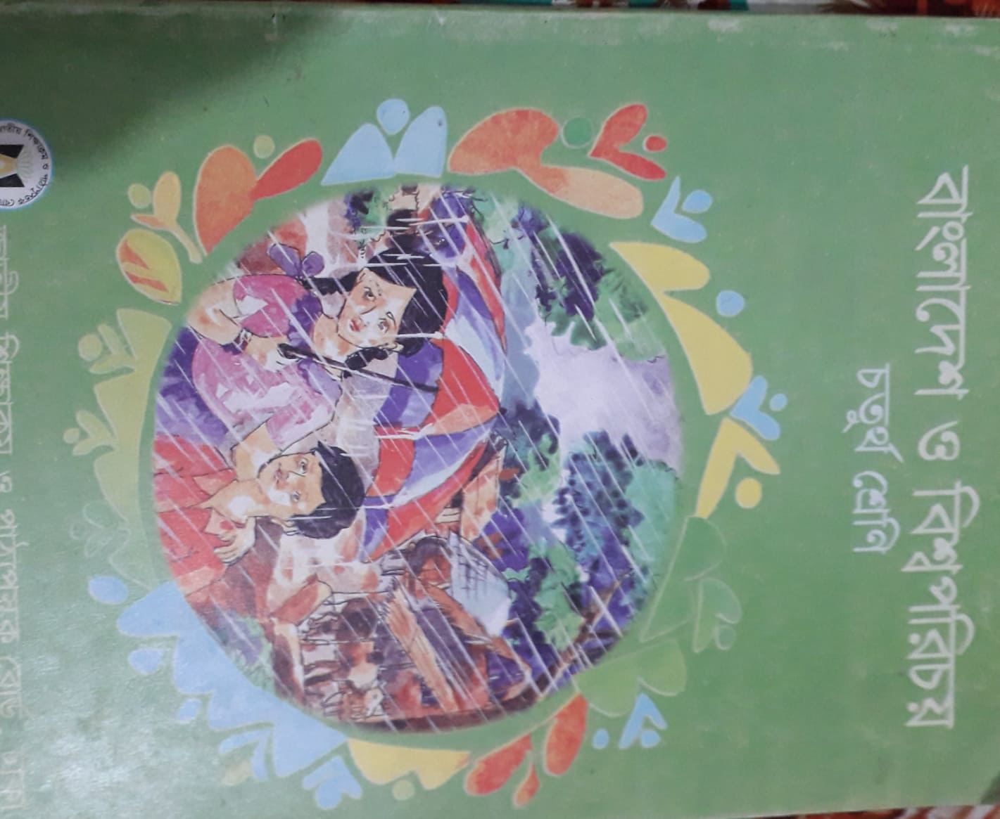 বাংলাদেশ ও বিশ্বপরিচয়
চতুর্থ শ্রেণি
জাতীয় শিক্ষাক্রম ও পাঠ্যপুস্তক বোর্ড